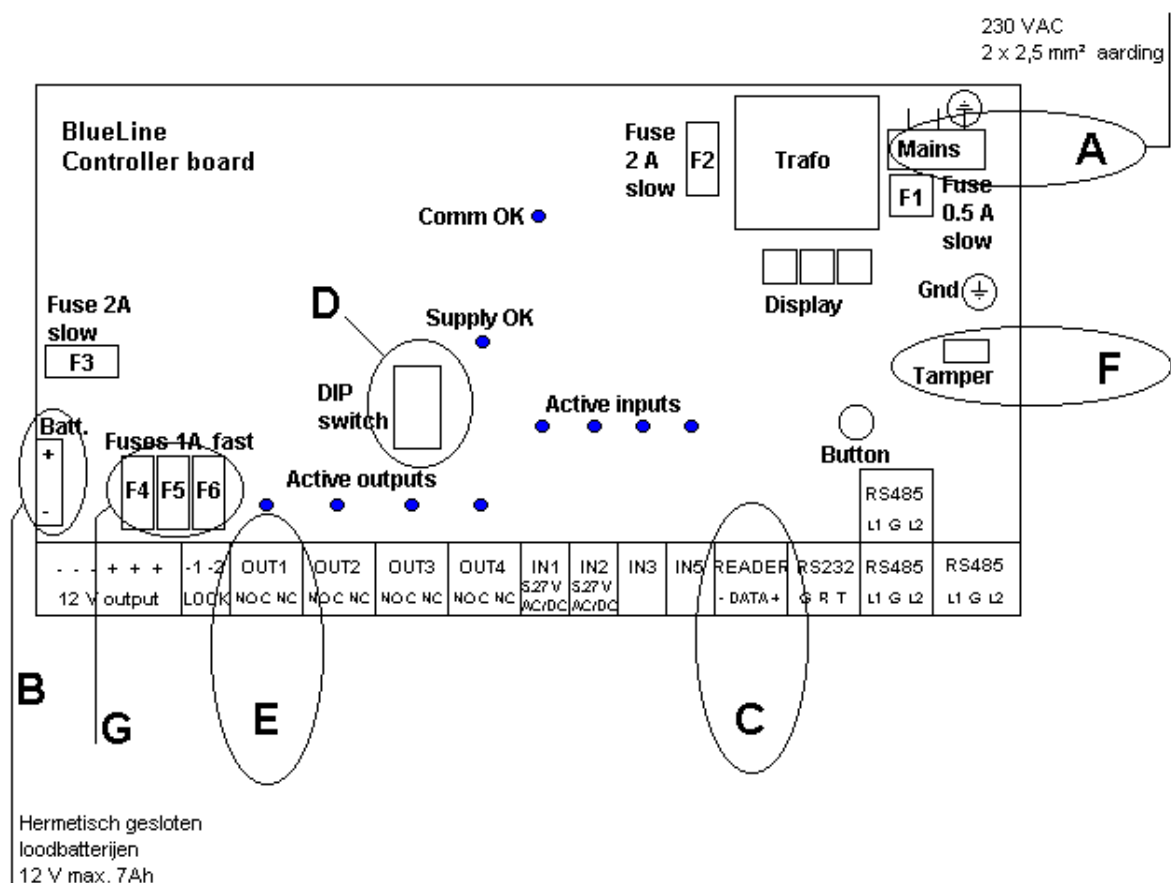 230 VAC
2 x 2,5 mm² aarding
BlueLine
Controller board
Fuse
2 A
slow
F2
Trafo
Mains
A
F1
Fuse
0.5 A
slow
Comm OK
Display
Gnd
Fuse 2A
slow
F3
D
Supply OK
DIP
switch
Active inputs
Tamper
F
Batt.
+
-
Fuses 1A fast
F4 F5 F6
Active outputs
Button
RS485
L1 G L2
- - - + + +
12 V output
-1 -2
LOCK
OUT1
NO C NC
OUT2
NO C NC
OUT3
NO C NC
OUT4
NO C NC
IN1
5.27 V
AC/DC
IN2
5.27 V
AC/DC
IN3
IN5
READER
- DATA +
RS232
G R T
RS485
L1 G L2
RS485
L1 G L2
B
G
E
C
Hermetisch gesloten
loodbatterijen
12 V max. 7Ah